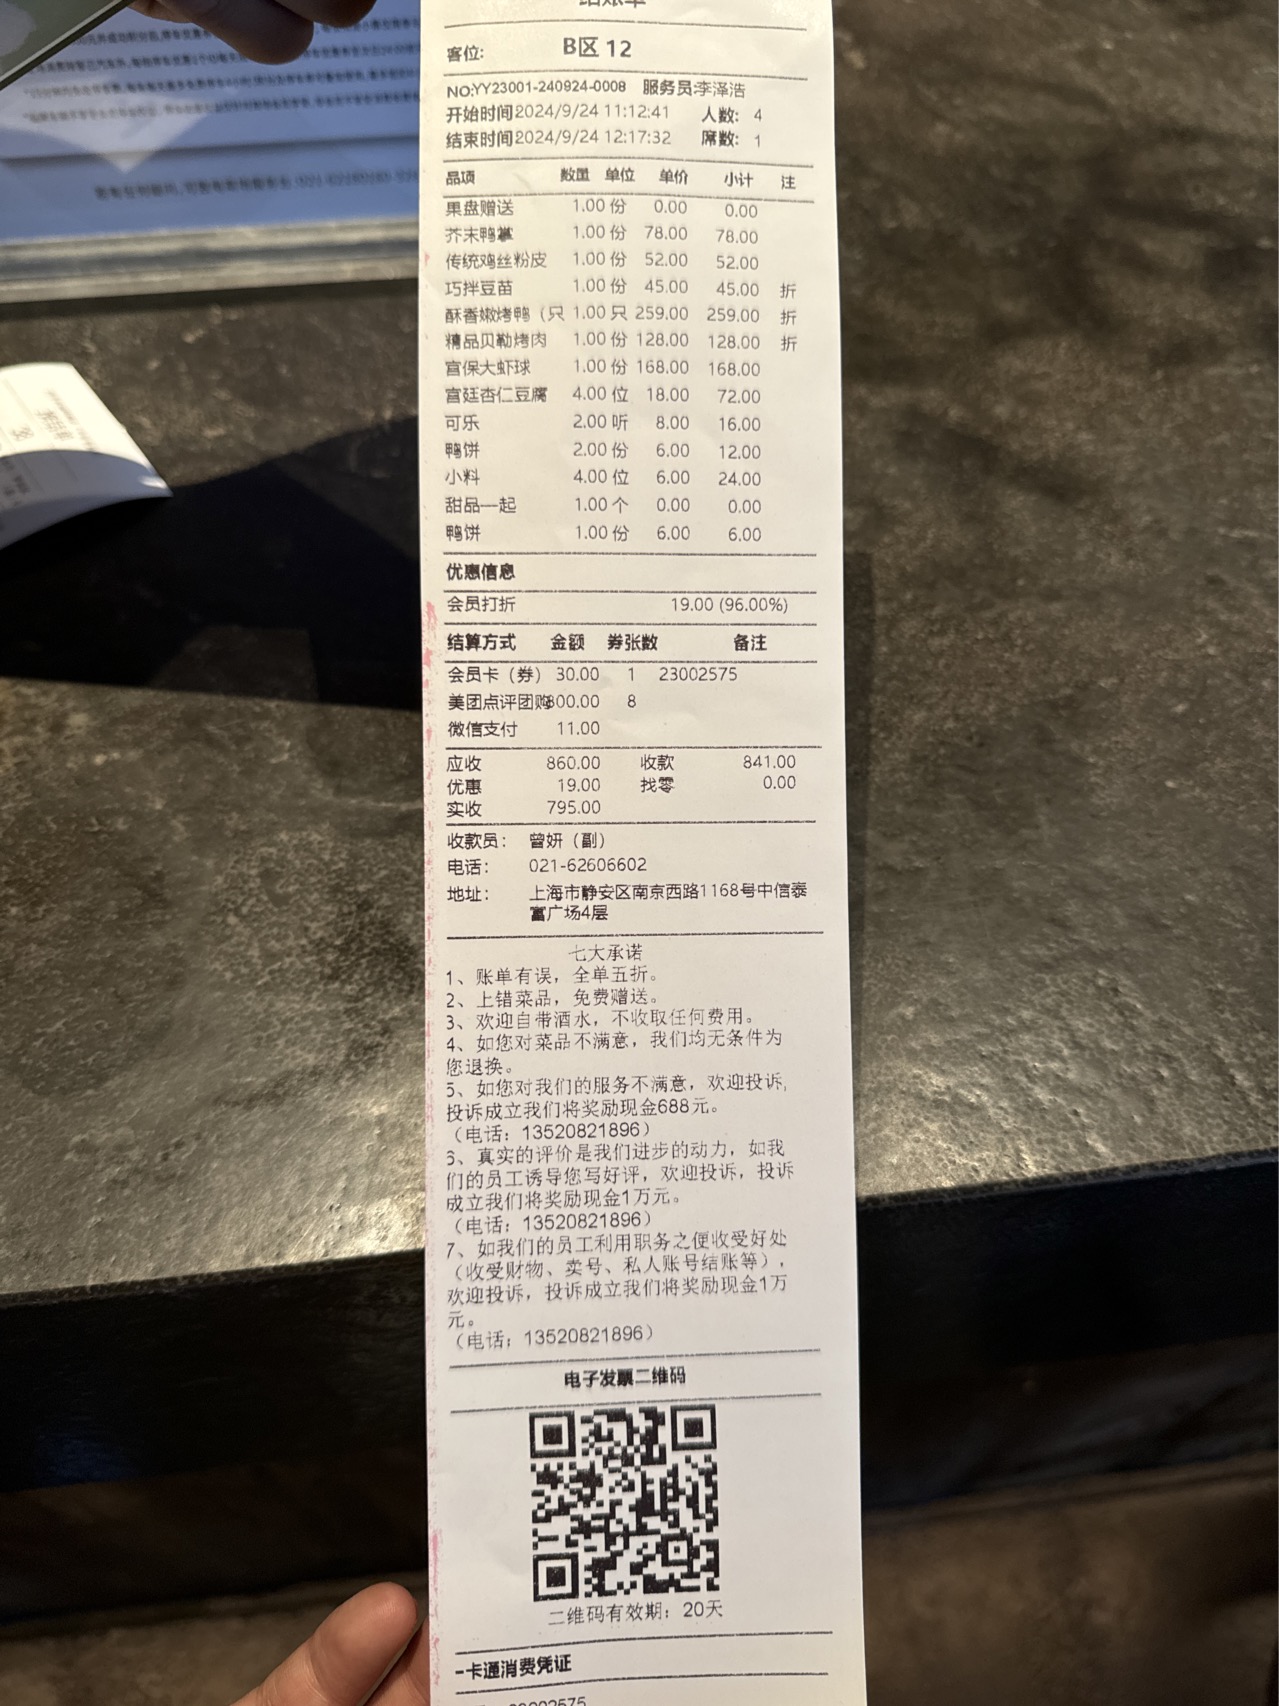 结账单
客位: B区 12
NO:YY23001-240924-0008 服务员:李泽浩
开始时间2024/9/24 11:12:41 人数: 4
结束时间2024/9/24 12:17:32 席数: 1
品项 数量 单位 单价 小计 注
果盘赠送 1.00 份 0.00 0.00
芥末鸭掌 1.00 份 78.00 78.00
传统鸡丝粉皮 1.00 份 52.00 52.00
巧拌豆苗 1.00 份 45.00 45.00 折
酥香嫩烤鸭（只 1.00 只 259.00 259.00 折
精品贝勒烤肉 1.00 份 128.00 128.00 折
宫保大虾球 1.00 份 168.00 168.00
宫廷杏仁豆腐 4.00 位 18.00 72.00
可乐 2.00 听 8.00 16.00
鸭饼 2.00 份 6.00 12.00
小料 4.00 位 6.00 24.00
甜品一起 1.00 个 0.00 0.00
鸭饼 1.00 份 6.00 6.00
优惠信息
会员打折 19.00 (96.00%)
结算方式 金额 券张数 备注
会员卡（券） 30.00 1 23002575
美团点评团购800.00 8
微信支付 11.00
应收 860.00 收款 841.00
优惠 19.00 找零 0.00
实收 795.00
收款员: 曾妍（副）
电话: 021-62606602
地址: 上海市静安区南京西路1168号中信泰
富广场4层
七大承诺
1、账单有误，全单五折。
2、上错菜品，免费赠送。
3、欢迎自带酒水，不收取任何费用。
4、如您对菜品不满意，我们均无条件为
您退换。
5、如您对我们的服务不满意，欢迎投诉,
投诉成立我们将奖励现金688元。
（电话: 13520821896）
6、真实的评价是我们进步的动力，如我
们的员工诱导您写好评，欢迎投诉，投诉
成立我们将奖励现金1万元。
（电话: 13520821896）
7、如我们的员工利用职务之便收受好处
（收受财物、卖号、私人账号结账等），
欢迎投诉，投诉成立我们将奖励现金1万
元。
（电话: 13520821896）
电子发票二维码
二维码有效期: 20天
一卡通消费凭证